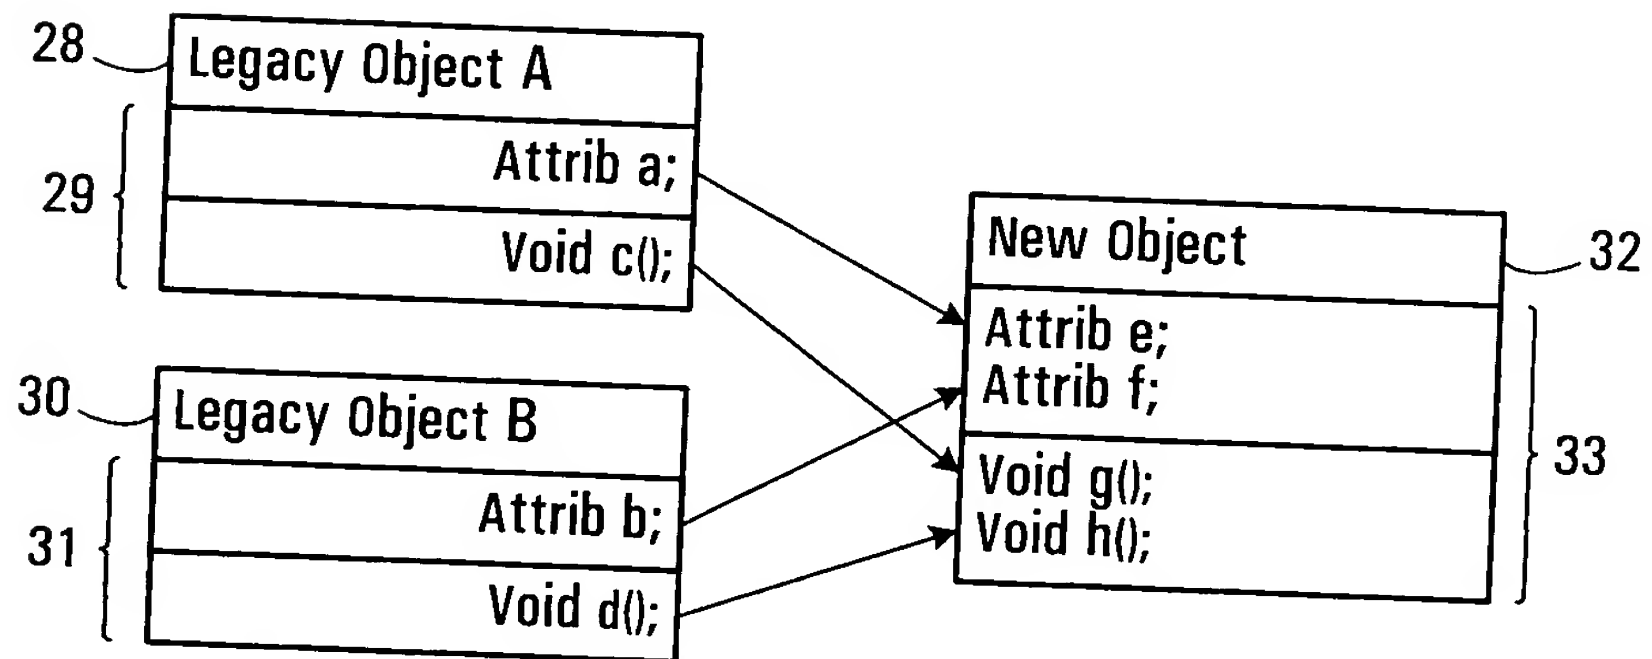 28
Legacy Object A
29
Attrib a;
Void c();
30
Legacy Object B
31
Attrib b;
Void d();
New Object
32
Attrib e;
Attrib f;
33
Void g();
Void h();